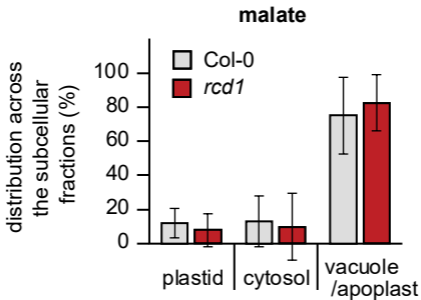 malate
Col-0
rcd1
distribution across
the subcellular
fractions (%)
100
80
60
40
20
0
plastid
cytosol
vacuole
/apoplast